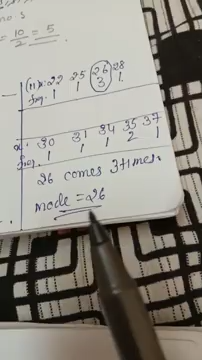 = 10/2 = 5
(x): 22 25 26 28
freq. 1 1 3 1
x: 30 31 34 35 37
freq 1 1 1 2 1
26 comes 3 times.
mode = 26